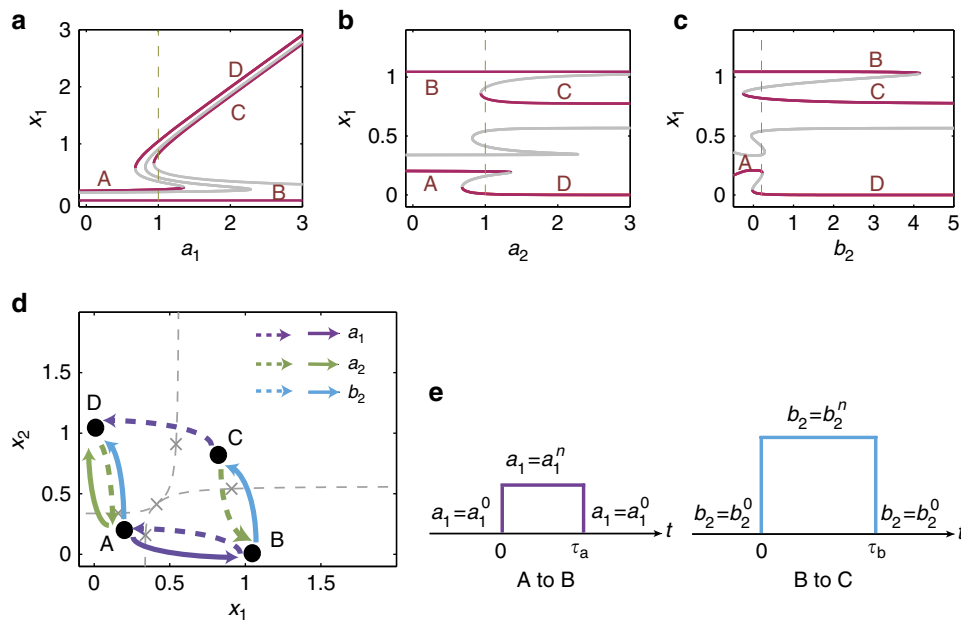 a
3
2
1
0
x₁
D
C
A
B
0 1 2 3
a₁
b
1
0.5
0
x₁
B
C
A
D
0 1 2 3
a₂
c
1
0.5
0
x₁
B
C
A
D
0 1 2 3 4 5
b₂
d
1.5
1
0.5
0
x₂
a₁
a₂
b₂
D
C
A
B
0 0.5 1 1.5
x₁
e
a₁=a₁ⁿ
a₁=a₁⁰
a₁=a₁⁰
t
0
τₐ
A to B
b₂=b₂ⁿ
b₂=b₂⁰
b₂=b₂⁰
t
0
τ_b
B to C